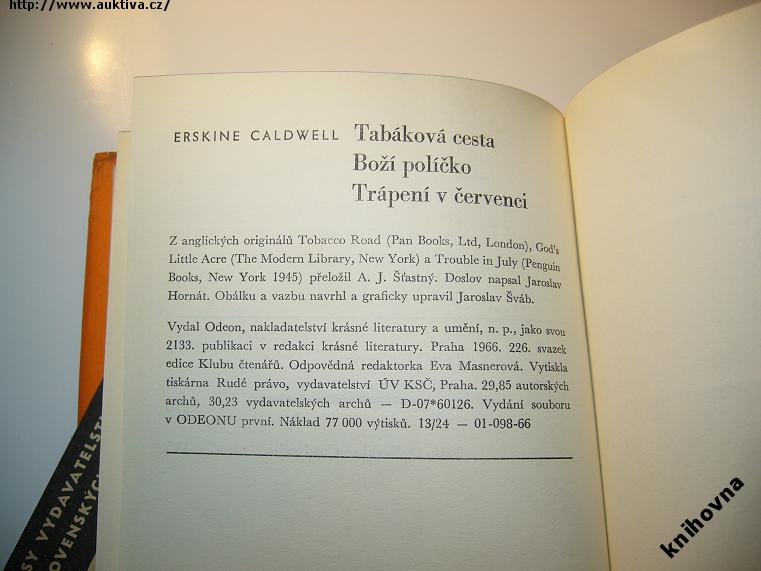 http://www.auktiva.cz/
ERSKINE CALDWELL Tabáková cesta
Boží políčko
Trápení v červenci
Z anglických originálů Tobacco Road (Pan Books, Ltd, London), God's
Little Acre (The Modern Library, New York) a Trouble in July (Penguin
Books, New York 1945) přeložil A. J. Šťastný. Doslov napsal Jaroslav
Hornát. Obálku a vazbu navrhl a graficky upravil Jaroslav Šváb.
Vydal Odeon, nakladatelství krásné literatury a umění, n. p., jako svou
2133. publikaci v redakci krásné literatury. Praha 1966. 226. svazek
edice Klubu čtenářů. Odpovědná redaktorka Eva Masnerová. Vytiskla
tiskárna Rudé právo, vydavatelství ÚV KSČ, Praha. 29,85 autorských
archů, 30,23 vydavatelských archů — D-07*60126. Vydání souboru
v ODEONU první. Náklad 77 000 výtisků. 13/24 — 01-098-66
SY VYDAVATELSTV
OVENSKÝCH
knihovna